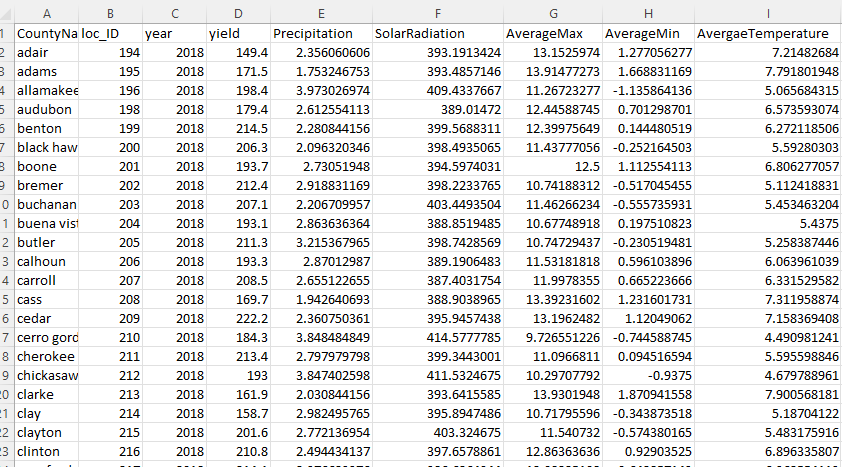 A B C D E F G H I
1 CountyNa loc_ID year yield Precipitation SolarRadiation AverageMax AverageMin AvergaeTemperature
2 adair 194 2018 149.4 2.356060606 393.1913424 13.1525974 1.277056277 7.21482684
3 adams 195 2018 171.5 1.753246753 393.4857146 13.91477273 1.668831169 7.791801948
4 allamakee 196 2018 198.4 3.973026974 409.4337667 11.26723277 -1.135864136 5.065684315
5 audubon 198 2018 179.4 2.612554113 389.01472 12.44588745 0.701298701 6.573593074
6 benton 199 2018 214.5 2.280844156 399.5688311 12.39975649 0.144480519 6.272118506
7 black haw 200 2018 206.3 2.096320346 398.4935065 11.43777056 -0.252164503 5.59280303
8 boone 201 2018 193.7 2.73051948 394.5974031 12.5 1.112554113 6.806277057
9 bremer 202 2018 212.4 2.918831169 398.2233765 10.74188312 -0.517045455 5.112418831
0 buchanan 203 2018 207.1 2.206709957 403.4493504 11.46266234 -0.555735931 5.453463204
1 buena vist 204 2018 193.1 2.863636364 388.8519485 10.67748918 0.197510823 5.4375
2 butler 205 2018 211.3 3.215367965 398.7428569 10.74729437 -0.230519481 5.258387446
3 calhoun 206 2018 193.3 2.87012987 389.1906483 11.53181818 0.596103896 6.063961039
4 carroll 207 2018 208.5 2.655122655 387.4031754 11.9978355 0.665223666 6.331529582
5 cass 208 2018 169.7 1.942640693 388.9038965 13.39231602 1.231601731 7.311958874
6 cedar 209 2018 222.2 2.360750361 395.9457438 13.1962482 1.12049062 7.158369408
7 cerro gord 210 2018 184.3 3.848484849 414.5777785 9.726551226 -0.744588745 4.490981241
8 cherokee 211 2018 213.4 2.797979798 399.3443001 11.0966811 0.094516594 5.595598846
9 chickasaw 212 2018 193 3.847402598 411.5324675 10.29707792 -0.9375 4.679788961
20 clarke 213 2018 161.9 2.030844156 393.6415585 13.9301948 1.870941558 7.900568181
21 clay 214 2018 158.7 2.982495765 395.8947486 10.71795596 -0.343873518 5.18704122
22 clayton 215 2018 201.6 2.772136954 403.324675 11.540732 -0.574380165 5.483175916
23 clinton 216 2018 210.8 2.494434137 397.6578861 12.86363636 0.92903525 6.896335807